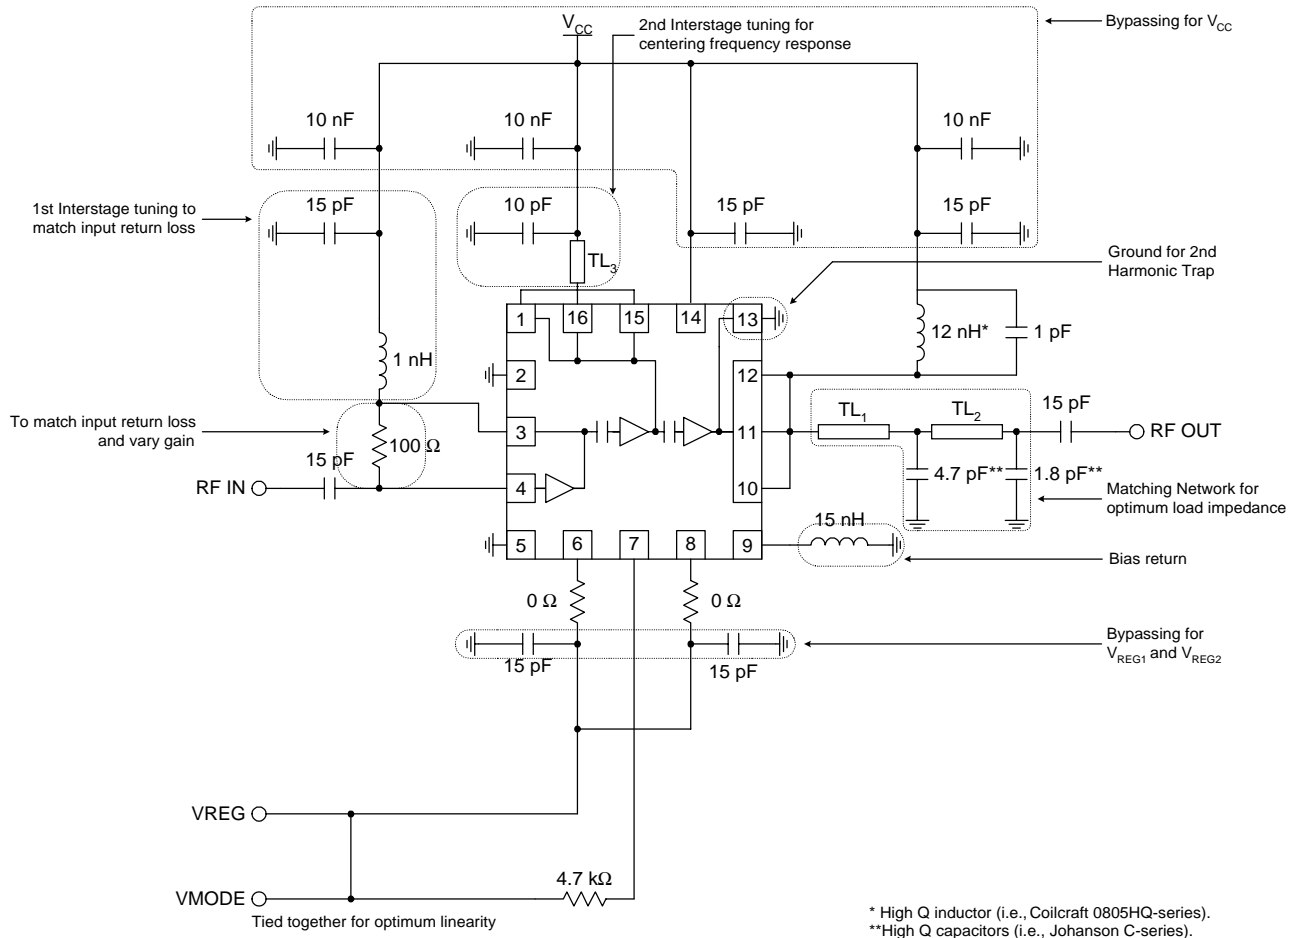 V_CC
2nd Interstage tuning for
centering frequency response
Bypassing for V_CC
10 nF
10 nF
10 nF
1st Interstage tuning to
match input return loss
15 pF
10 pF
15 pF
15 pF
TL_3
Ground for 2nd
Harmonic Trap
1
16
15
14
13
12 nH*
1 pF
1 nH
2
12
To match input return loss
and vary gain
100 Ω
3
11
TL_1
TL_2
15 pF
RF OUT
15 pF
RF IN
4
10
4.7 pF**
1.8 pF**
Matching Network for
optimum load impedance
15 nH
5
6
7
8
9
Bias return
0 Ω
0 Ω
15 pF
15 pF
Bypassing for
V_REG1 and V_REG2
VREG
4.7 kΩ
VMODE
Tied together for optimum linearity
* High Q inductor (i.e., Coilcraft 0805HQ-series).
**High Q capacitors (i.e., Johanson C-series).